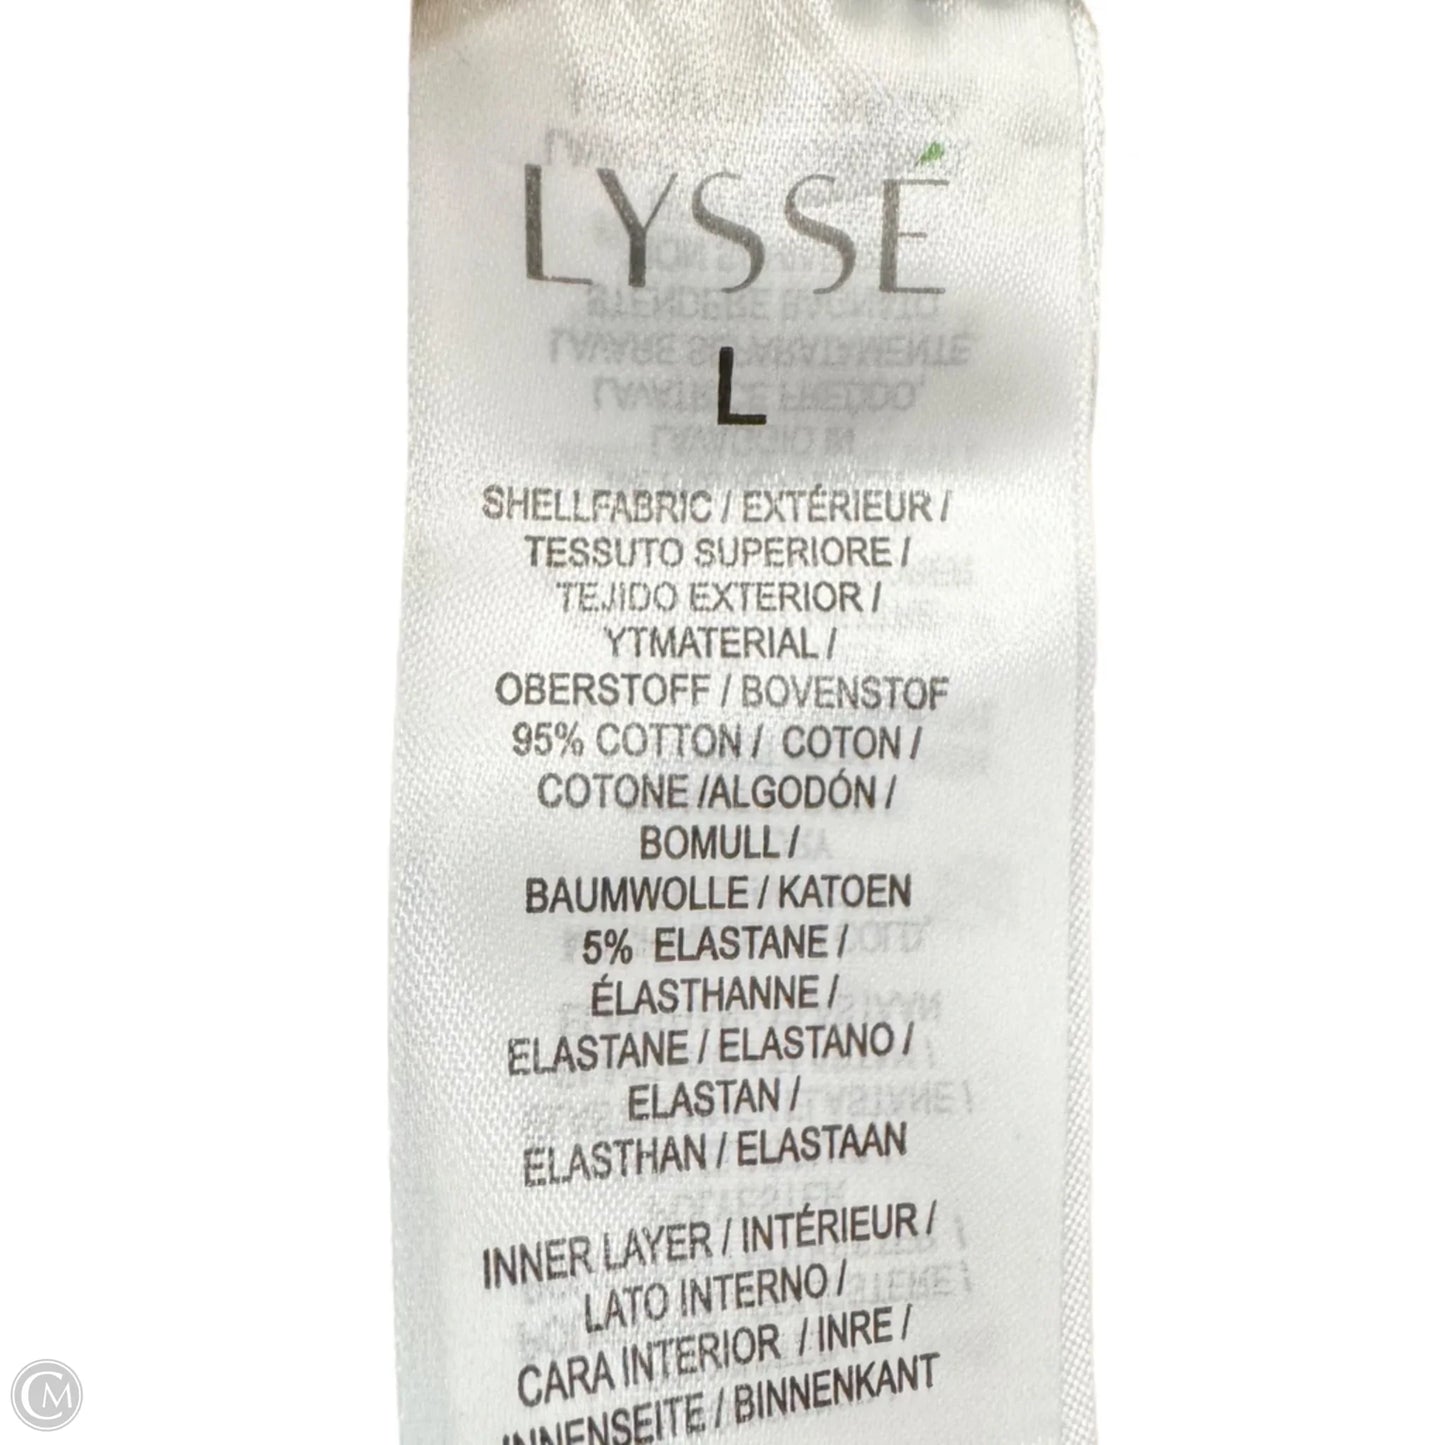 LYSSÉ
L
SHELLFABRIC / EXTÉRIEUR /
TESSUTO SUPERIORE /
TEJIDO EXTERIOR /
YTMATERIAL /
OBERSTOFF / BOVENSTOF
95% COTTON / COTON /
COTONE /ALGODÓN /
BOMULL /
BAUMWOLLE / KATOEN
5% ELASTANE /
ÉLASTHANNE /
ELASTANE / ELASTANO /
ELASTAN /
ELASTHAN / ELASTAAN
INNER LAYER / INTÉRIEUR /
LATO INTERNO /
CARA INTERIOR / INRE /
INNENSEITE / BINNENKANT
CM